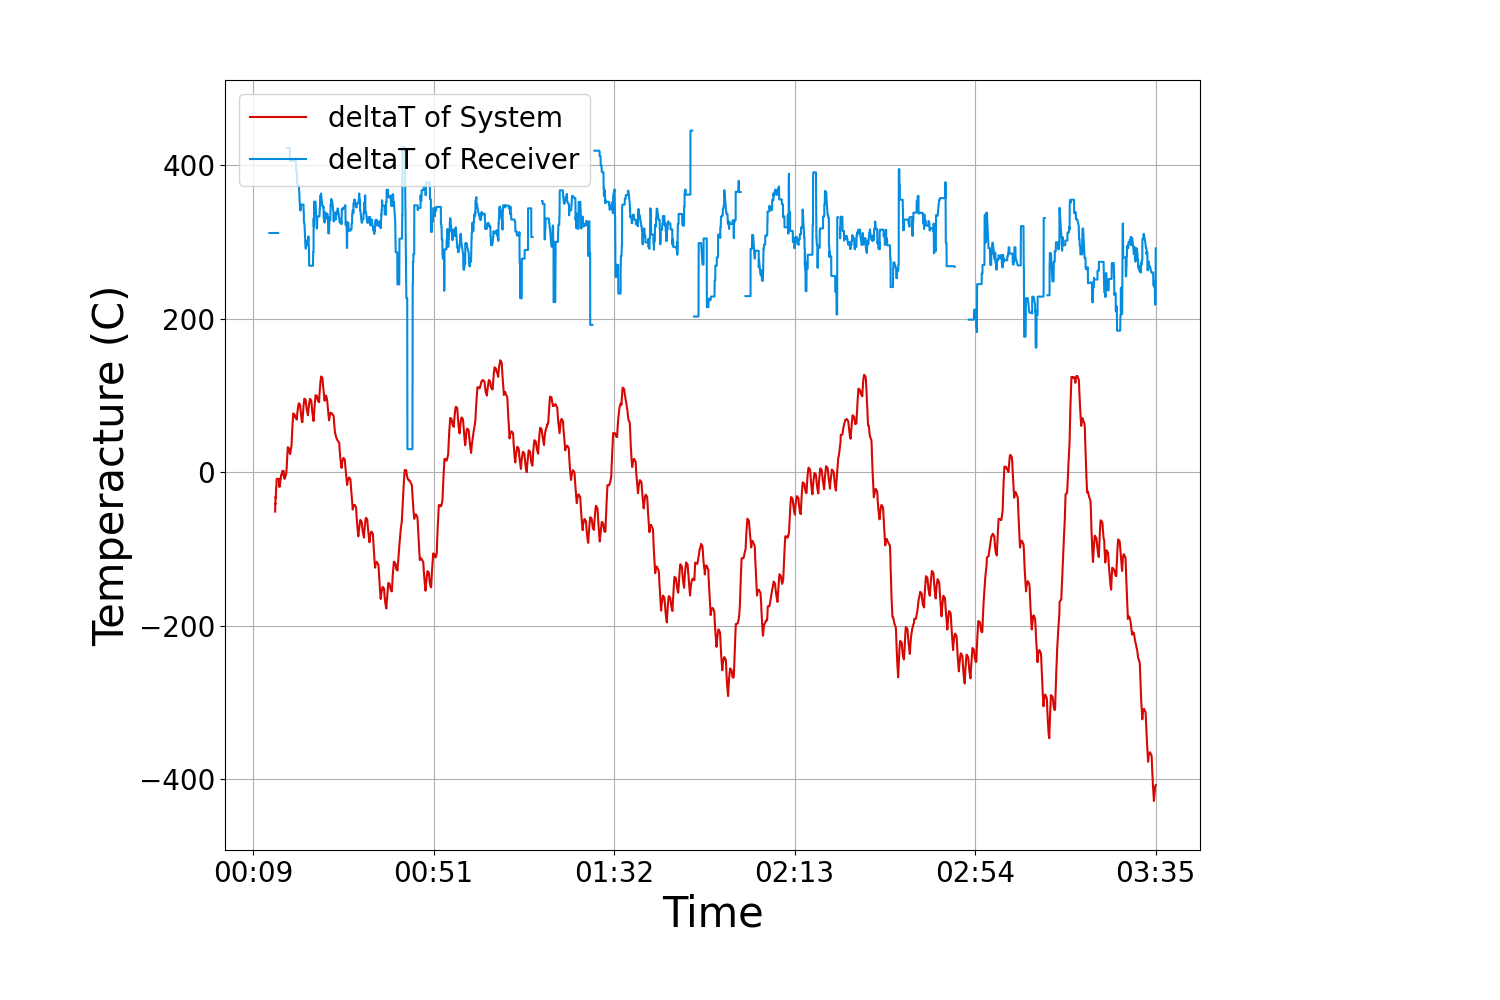 deltaT of System
deltaT of Receiver
400
200
0
−200
−400
Temperacture (C)
00:09 00:51 01:32 02:13 02:54 03:35
Time